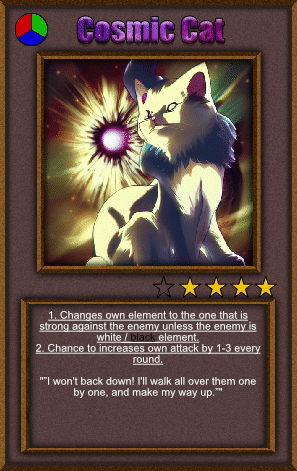 Cosmic Cat
1. Changes own element to the one that is
strong against the enemy unless the enemy is
white / black element.
2. Chance to increases own attack by 1-3 every
round.
""I won't back down! I'll walk all over them one
by one, and make my way up.""